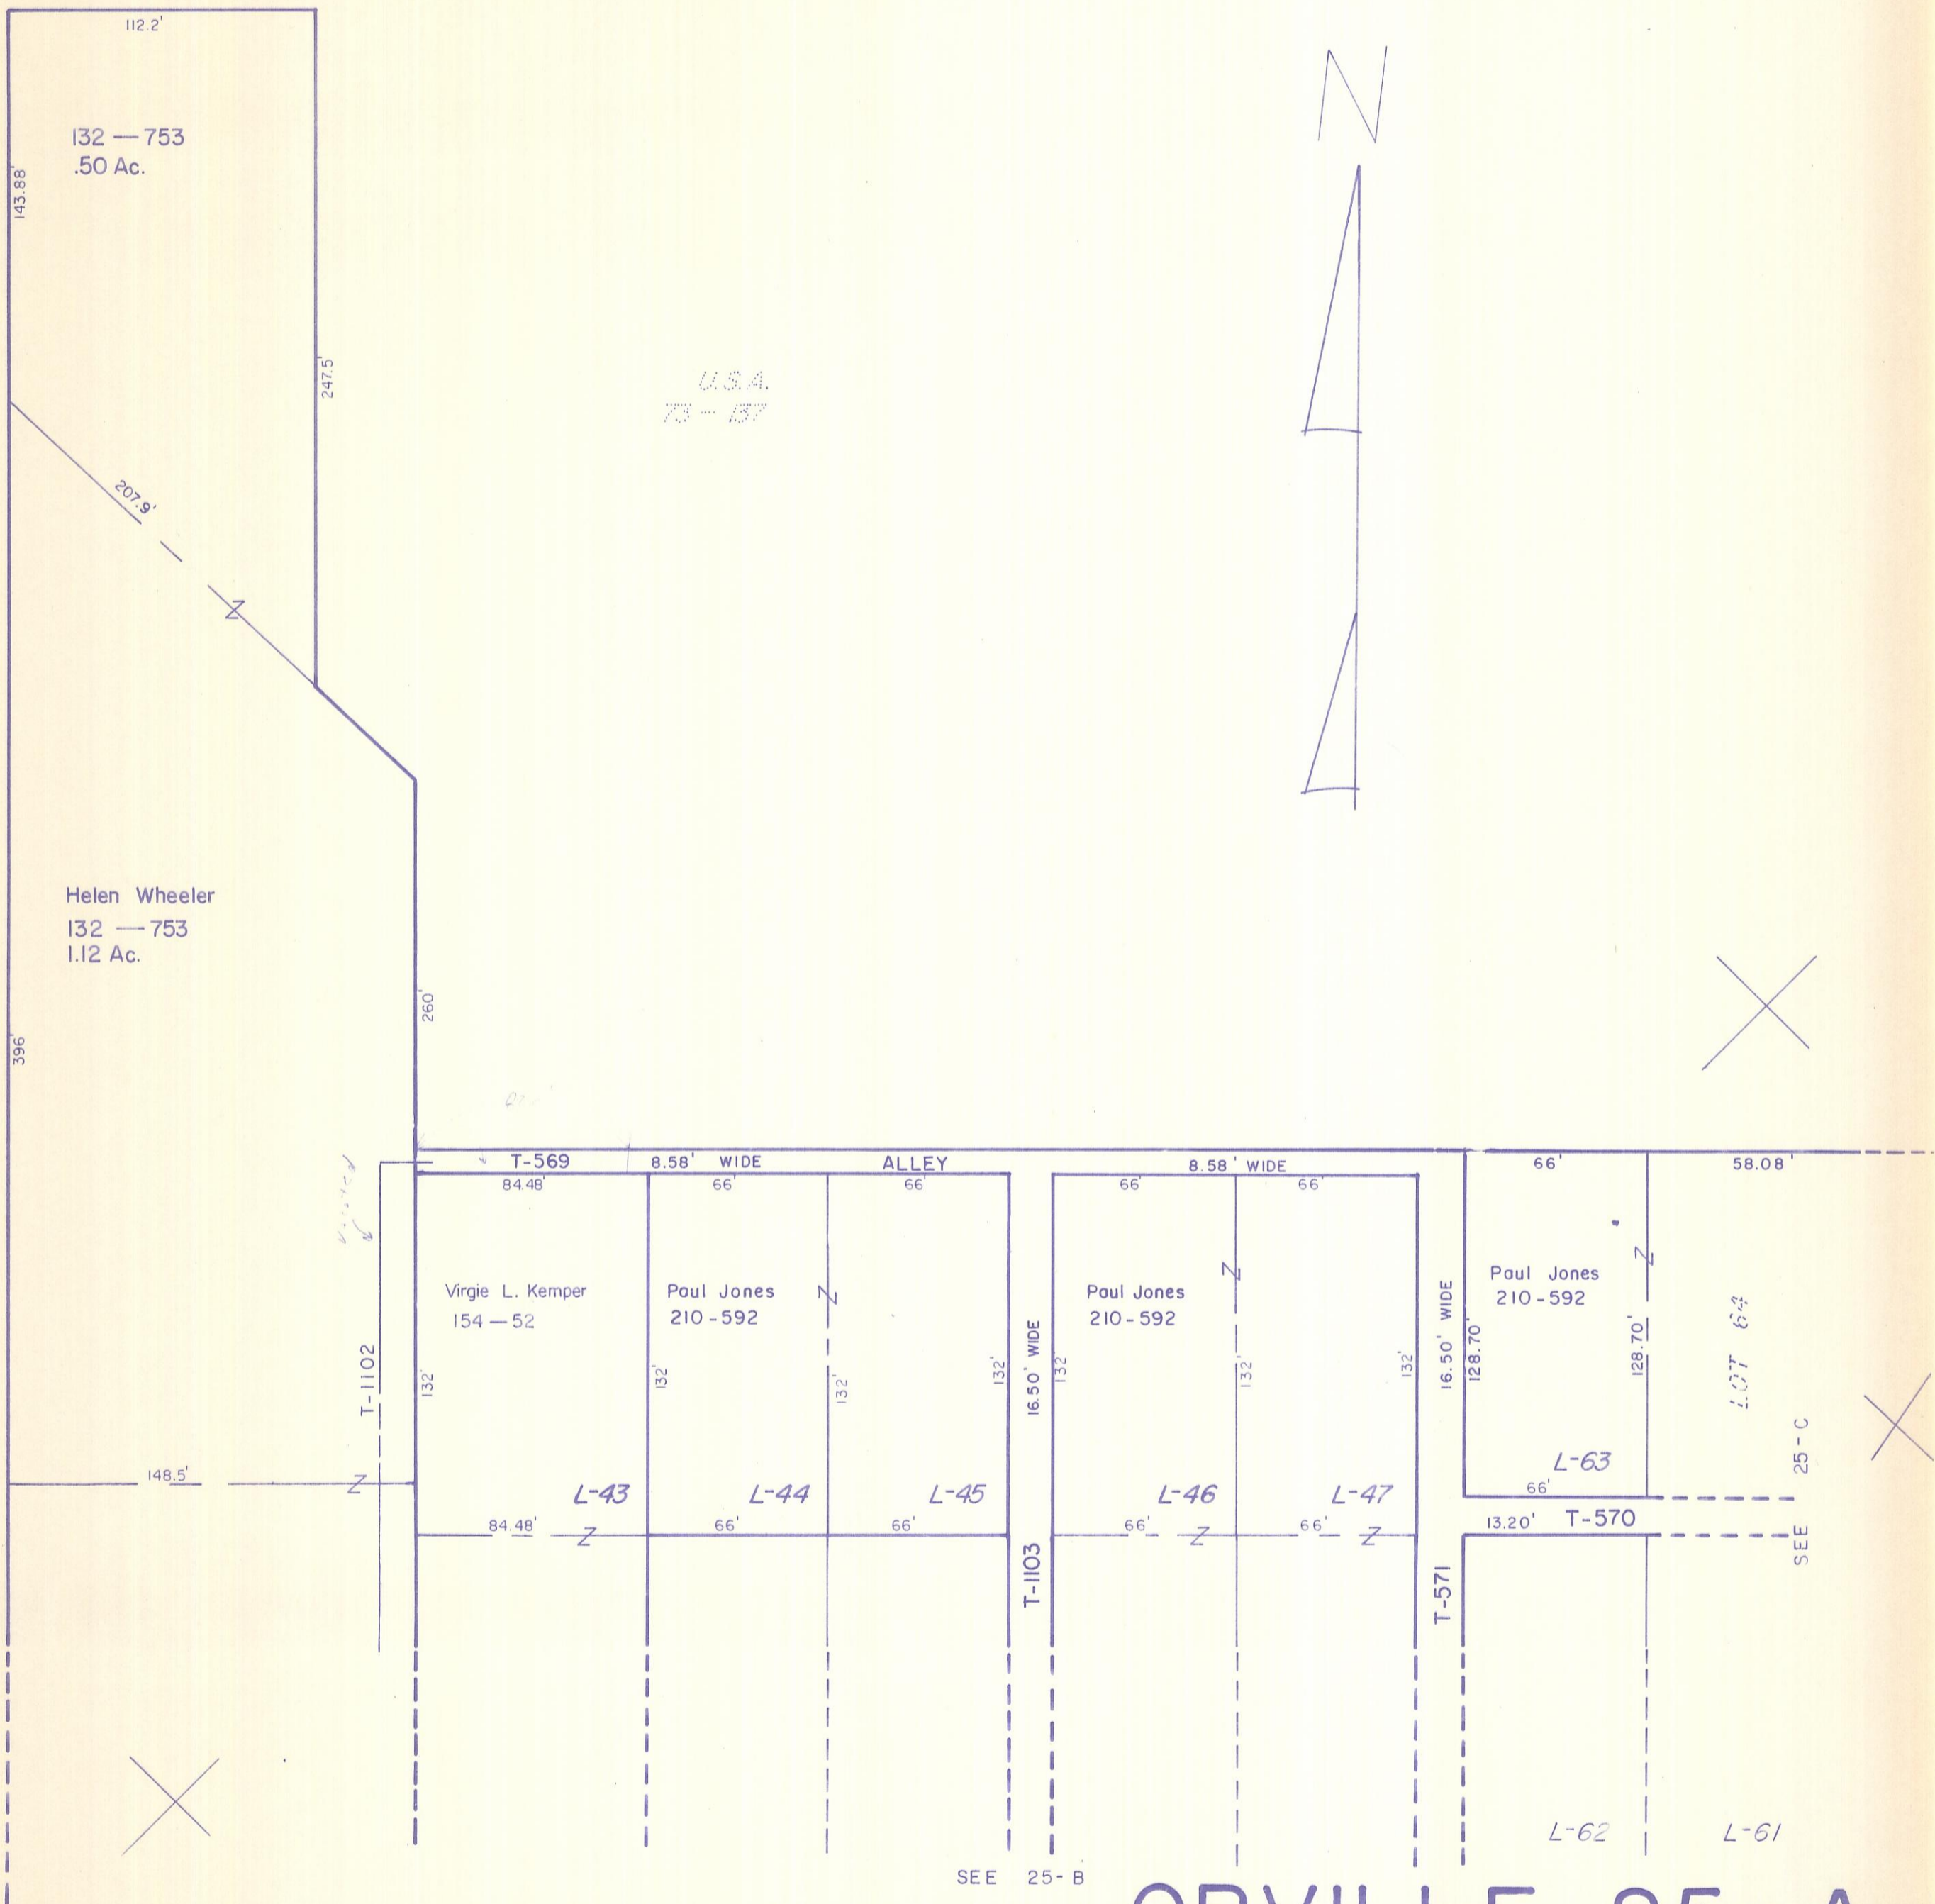 112.2'
N
132 — 753
.50 Ac.
143.88'
247.5'
U.S.A.
73 - 137
207.9'
Z
Helen Wheeler
132 — 753
1.12 Ac.
396'
260'
T-569 8.58' WIDE ALLEY 8.58' WIDE
66' 58.08'
84.48' 66' 66' 66' 66'
Virgie L. Kemper
154 — 52
Paul Jones
210-592
Z
Paul Jones
210-592
Z
Paul Jones
210-592
Z
T-1102
132'
132'
132'
132'
16.50' WIDE
132'
132'
132'
16.50' WIDE
128.70'
128.70'
LOT 64
148.5' Z
L-43 L-44 L-45 L-46 L-47 L-63
66'
84.48' Z 66' 66' 66' Z 66' Z
13.20' T-570
SEE 25-C
T-1103
T-571
L-62 L-61
SEE 25-B
ORVILLE 25-A